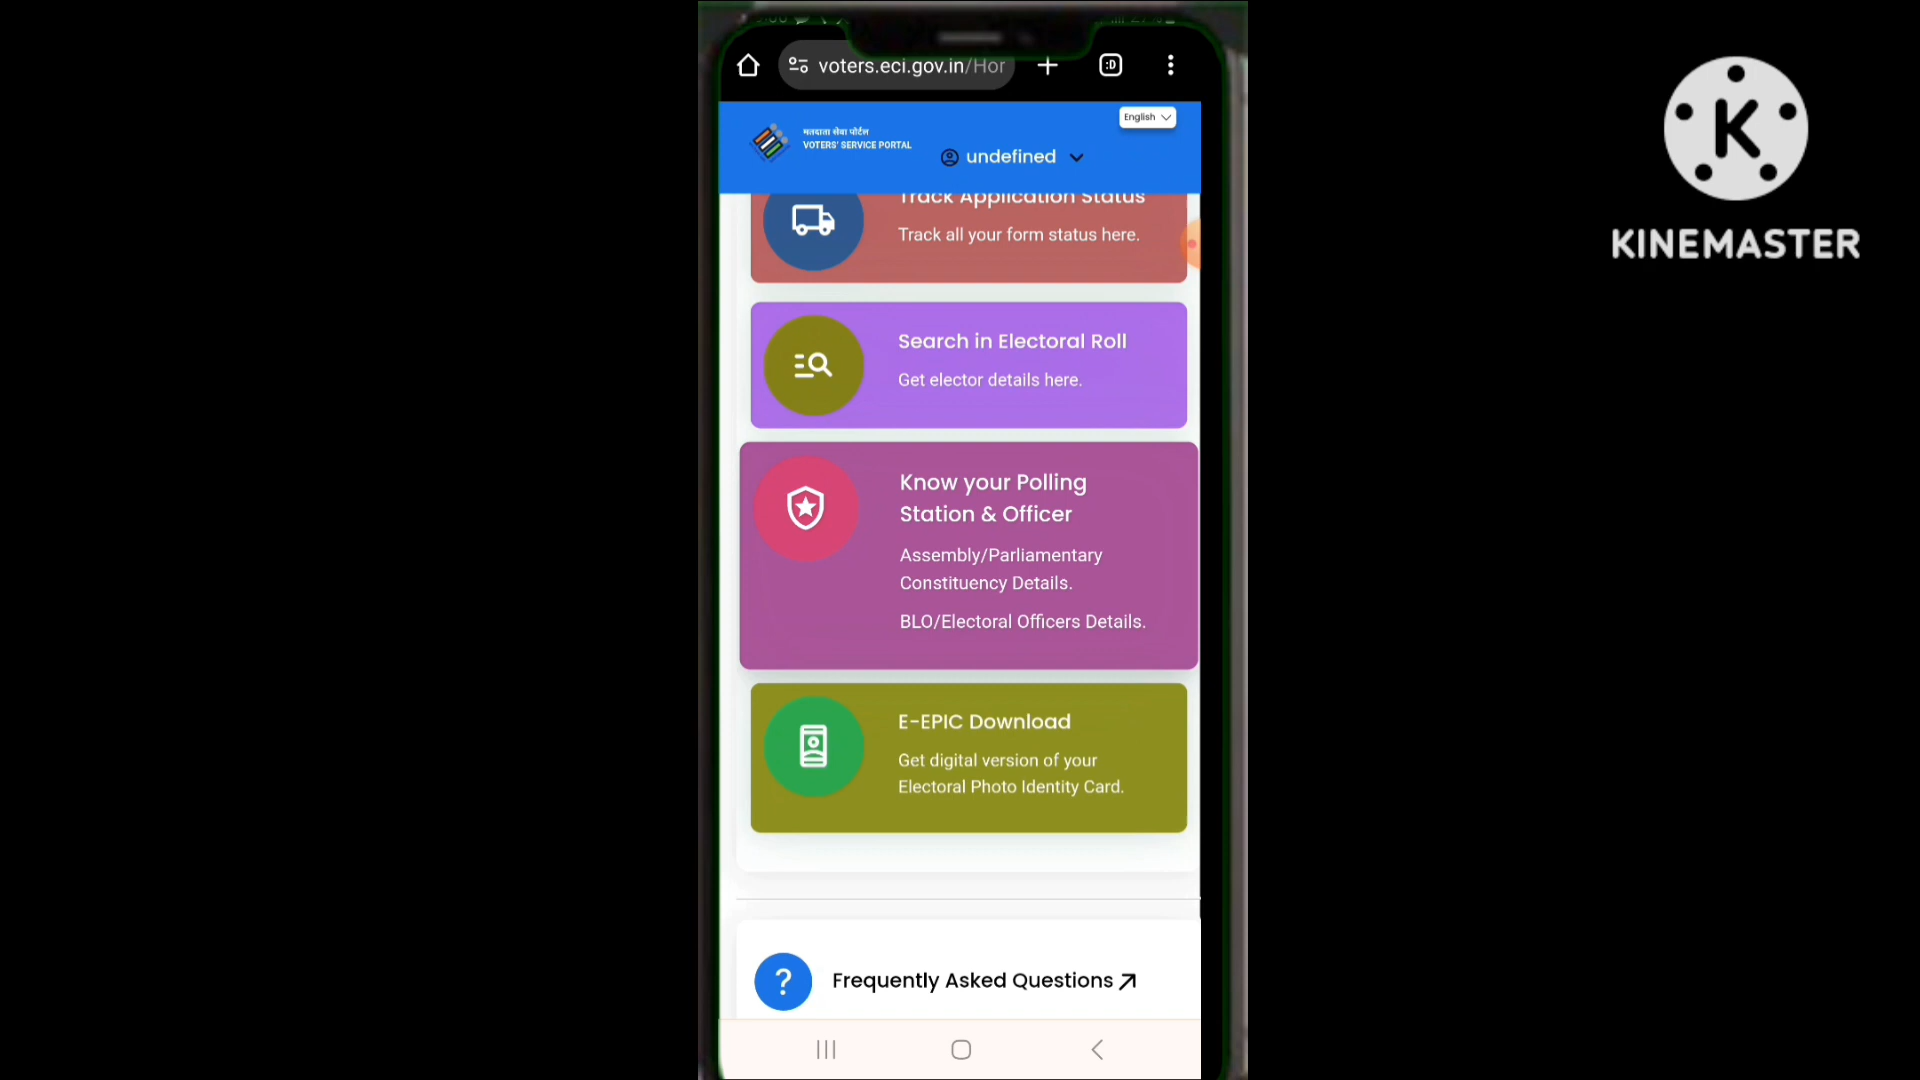 voters.eci.gov.in/Hor
:D
English
मतदाता सेवा पोर्टल
VOTERS' SERVICE PORTAL
undefined
Track Application Status
Track all your form status here.
Search in Electoral Roll
Get elector details here.
Know your Polling
Station & Officer
Assembly/Parliamentary
Constituency Details.
BLO/Electoral Officers Details.
E-EPIC Download
Get digital version of your
Electoral Photo Identity Card.
Frequently Asked Questions
K
KINEMASTER